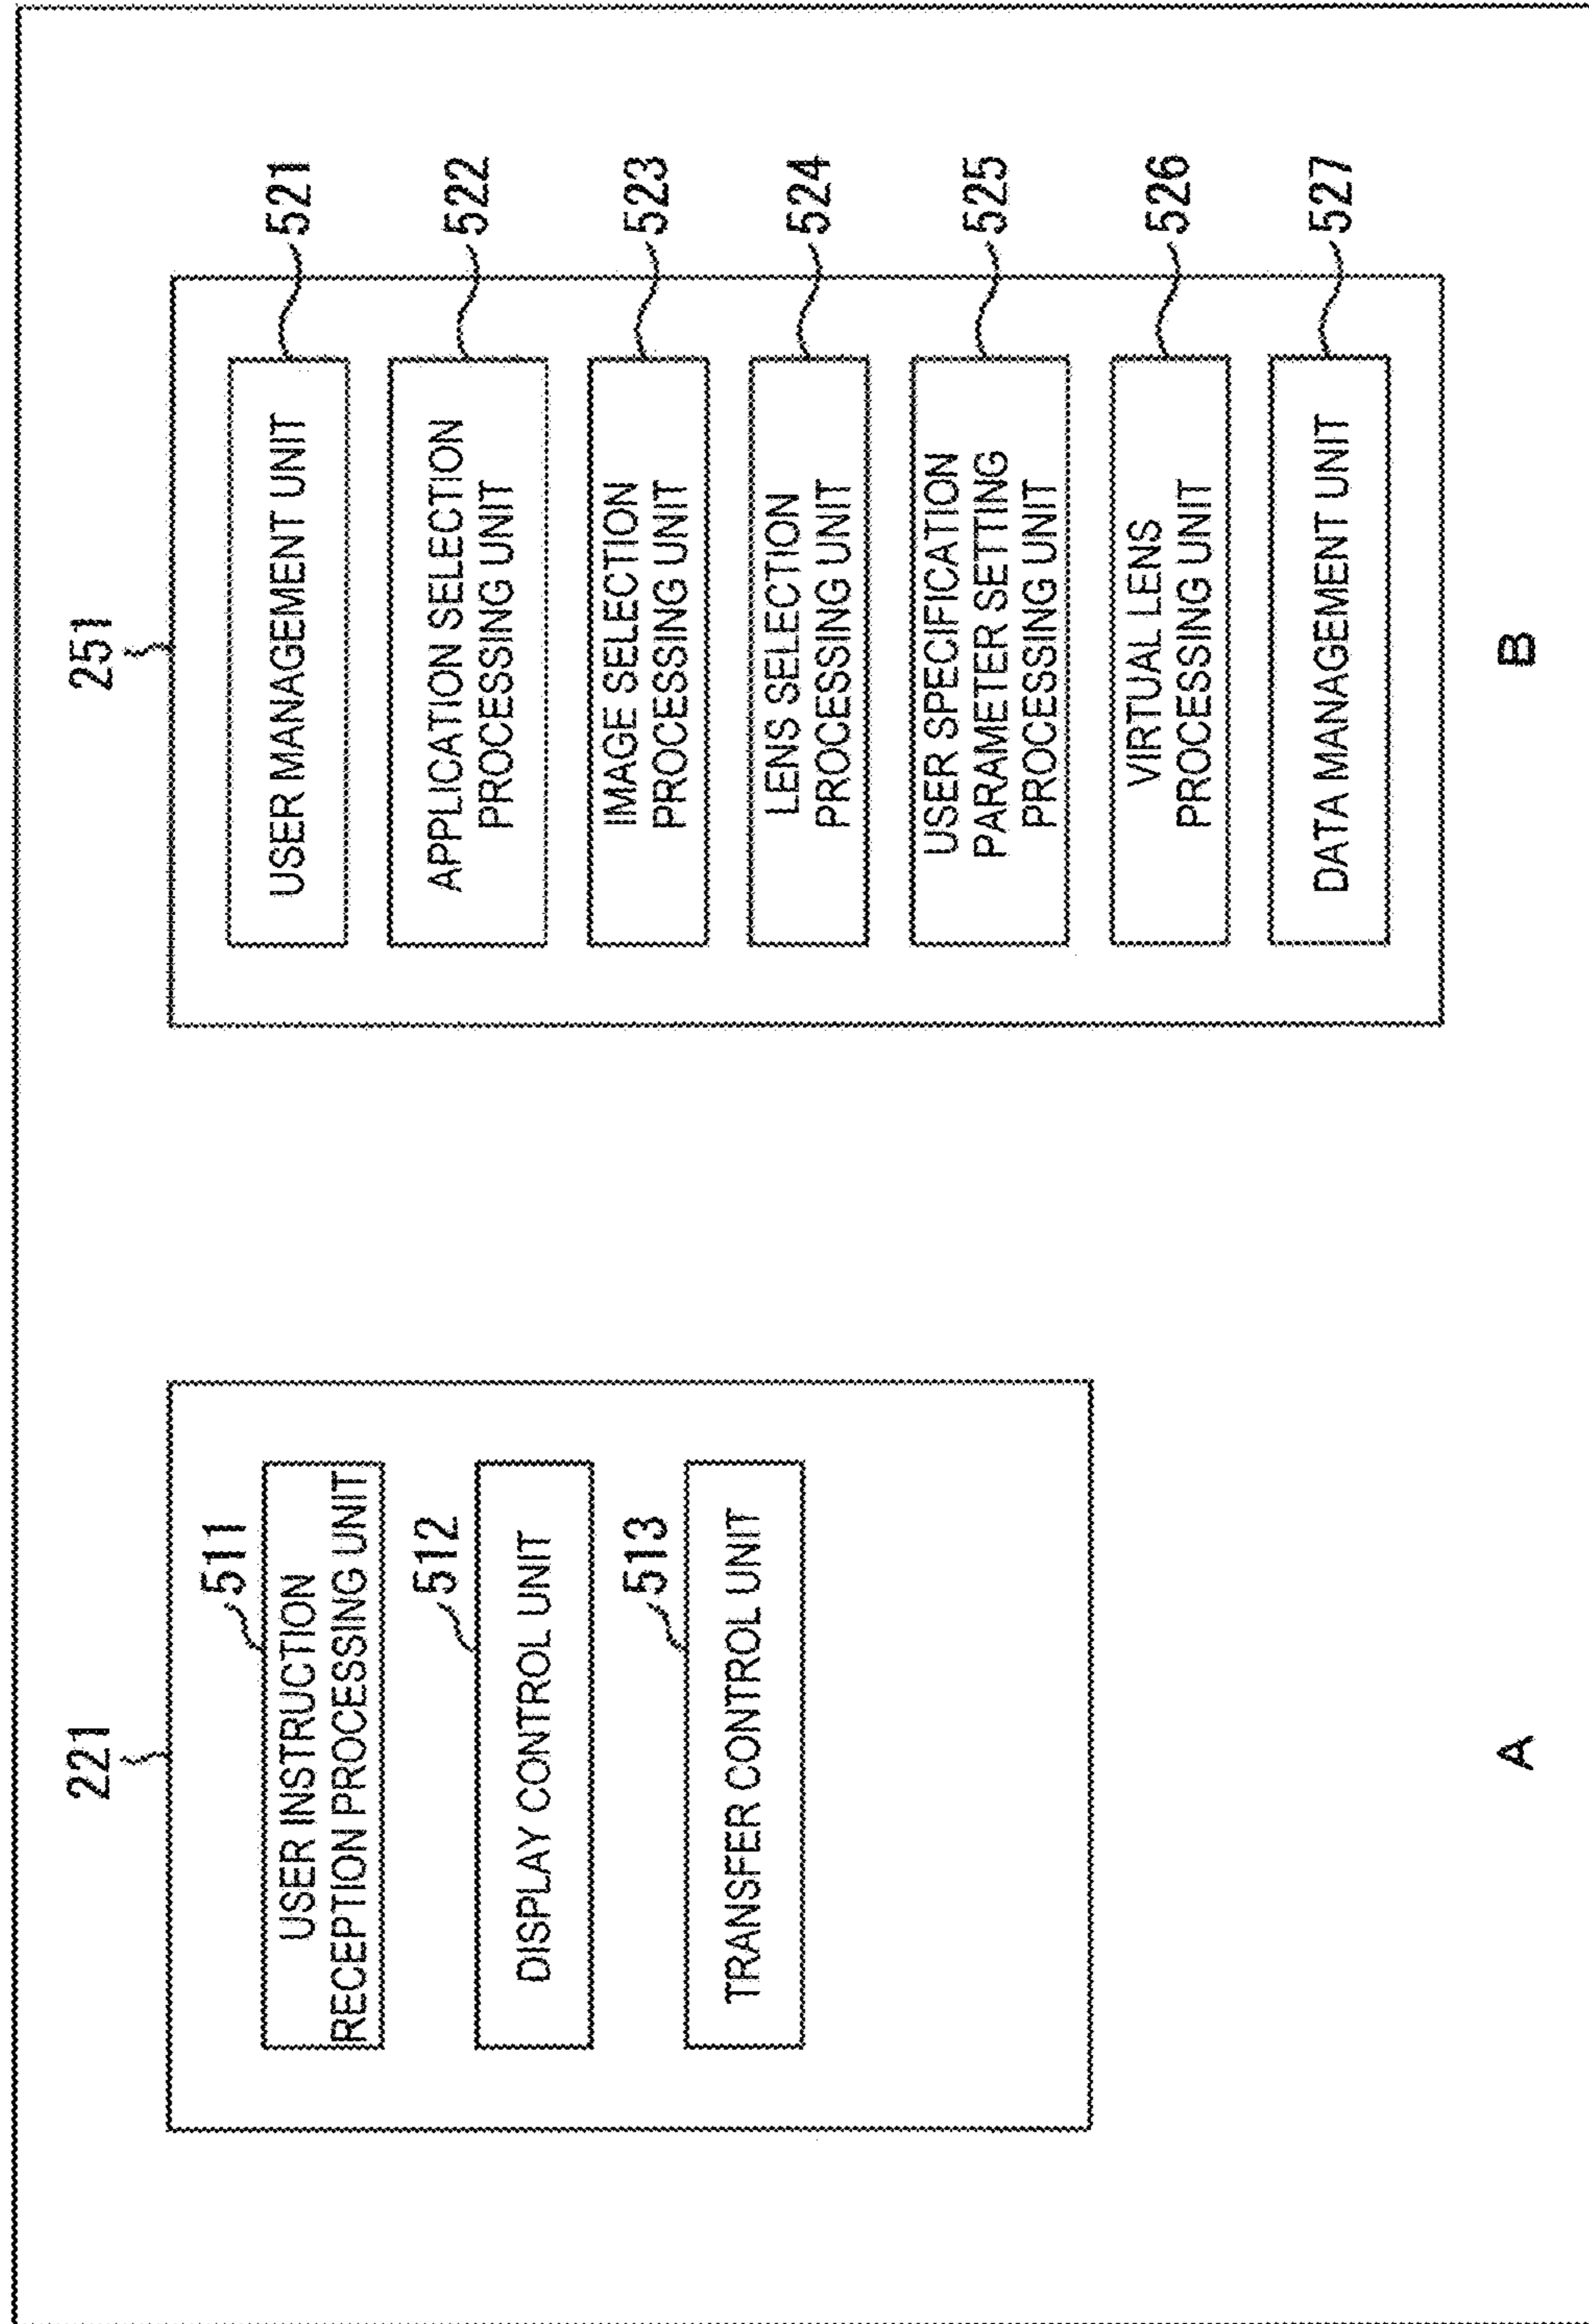 221
511
USER INSTRUCTION
RECEPTION PROCESSING UNIT
512
DISPLAY CONTROL UNIT
513
TRANSFER CONTROL UNIT
A
251
USER MANAGEMENT UNIT
521
APPLICATION SELECTION
PROCESSING UNIT
522
IMAGE SELECTION
PROCESSING UNIT
523
LENS SELECTION
PROCESSING UNIT
524
USER SPECIFICATION
PARAMETER SETTING
PROCESSING UNIT
525
VIRTUAL LENS
PROCESSING UNIT
526
DATA MANAGEMENT UNIT
527
B